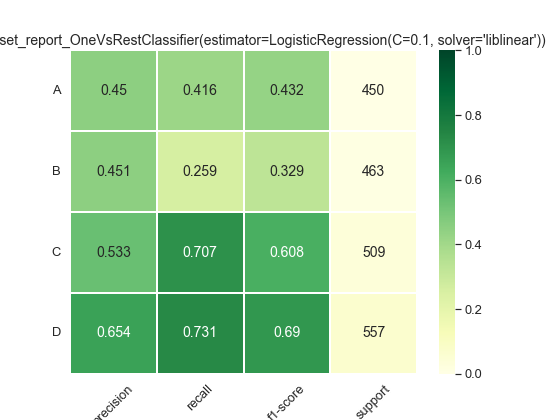 set_report_OneVsRestClassifier(estimator=LogisticRegression(C=0.1, solver='liblinear'))
A 0.45 0.416 0.432 450
B 0.451 0.259 0.329 463
C 0.533 0.707 0.608 509
D 0.654 0.731 0.69 557
recision recall f1-score support
1.0
0.8
0.6
0.4
0.2
0.0